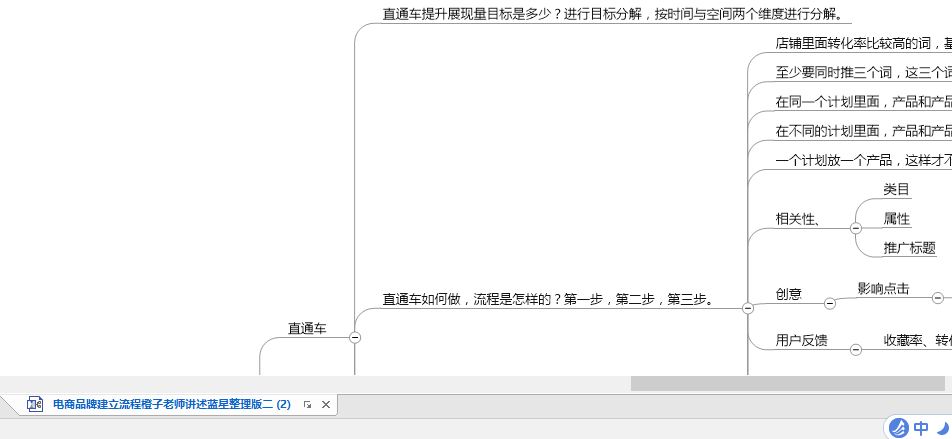 直通车提升展现量目标是多少？进行目标分解，按时间与空间两个维度进行分解。
店铺里面转化率比较高的词，
至少要同时推三个词，这三个词
在同一个计划里面，产品和产品
在不同的计划里面，产品和产品
一个计划放一个产品，这样才不
类目
相关性、
属性
推广标题
直通车如何做，流程是怎样的？第一步，第二步，第三步。
创意
影响点击
直通车
用户反馈
收藏率、转化
电商品牌建立流程橙子老师讲述蓝星整理版二 (2)
中